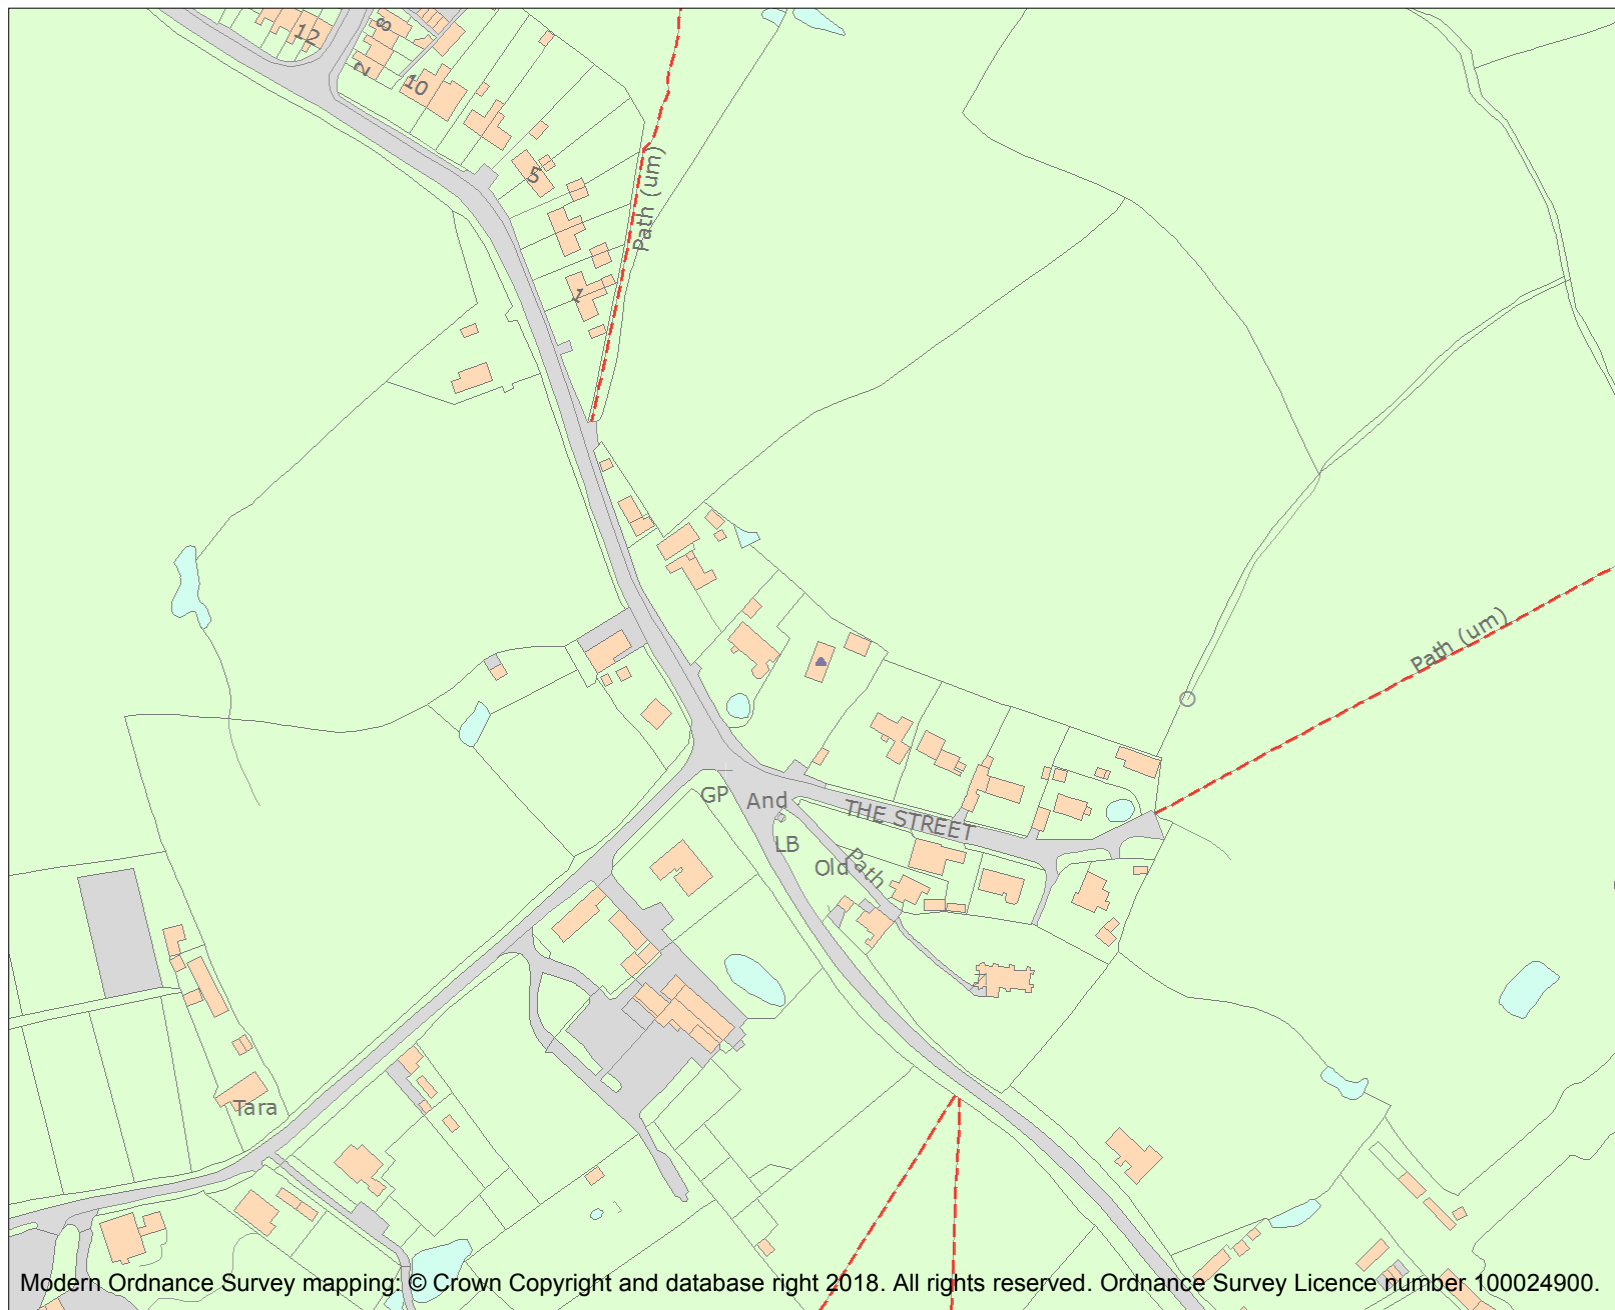 12
8
2
10
5
Path (um)
1
Path (um)
GP
And
THE STREET
LB
Old
Path
Tara
Modern Ordnance Survey mapping: © Crown Copyright and database right 2018. All rights reserved. Ordnance Survey Licence number 100024900.